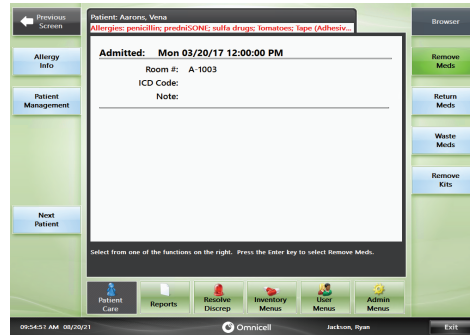 Previous
Screen
Patient: Aarons, Vena
Allergies: penicillin; predniSONE; sulfa drugs; Tomatoes; Tape (Adhesiv...
Browser
Allergy
Info
Patient
Management
Next
Patient
Admitted: Mon 03/20/17 12:00:00 PM
Room #: A-1003
ICD Code:
Note:
Remove
Meds
Return
Meds
Waste
Meds
Remove
Kits
Select from one of the functions on the right. Press the Enter key to select Remove Meds.
Patient
Care
Reports
Resolve
Discrep
Inventory
Menus
User
Menus
Admin
Menus
09:54:57 AM 08/20/21
Omnicell
Jackson, Ryan
Exit